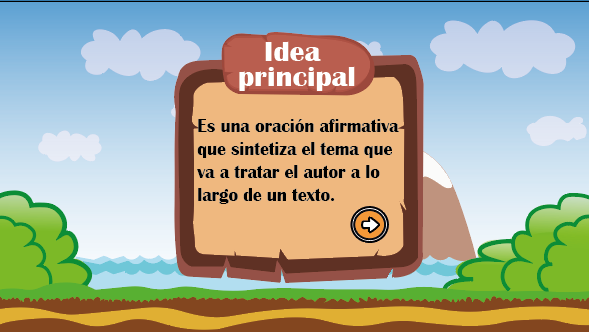 Idea
principal
Es una oración afirmativa
que sintetiza el tema que
va a tratar el autor a lo
largo de un texto.